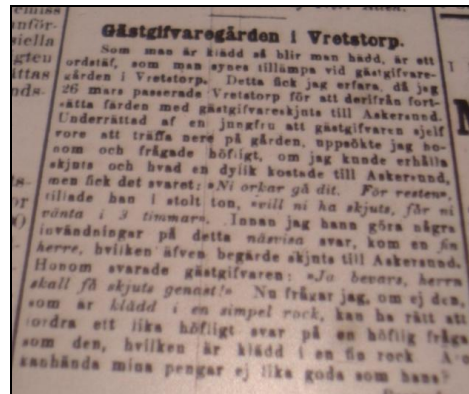 Gästgifvaregården i Vretstorp.
Som man är klädd så blir man hädd, är ett
ordstäf, som man synes tillämpa vid gästgifvare-
gården i Vretstorp. Detta fick jag erfara, då jag
26 mars passerade Vretstorp för att derifrån fort-
sätta färden med gästgifvareskjuts till Askersund.
Underrättad af en jungfru att gästgifvaren sjelf
vore att träffa nere på gården, uppsökte jag ho-
nom och frågade höfligt, om jag kunde erhålla
skjuts och hvad en dylik kostade till Askersund,
men fick det svaret: »Ni orkar gå dit. För resten»,
tillade han i stolt ton, »vill ni ha skjuts, får ni
vänta i 3 timmar». Innan jag hann göra några
invändningar på detta näsvisa svar, kom en fin
herre, hvilken äfven begärde skjuts till Askersund.
Honom svarade gästgifvaren: »Ja bevars, herrn
skall få skjuts genast!» Nu frågar jag, om ej den,
som är klädd i en simpel rock, kan ha rätt att
fordra ett lika höfligt svar på en höflig fråga
som den, hvilken är klädd i en fin rock
kanhända mina pengar ej lika goda som hans?